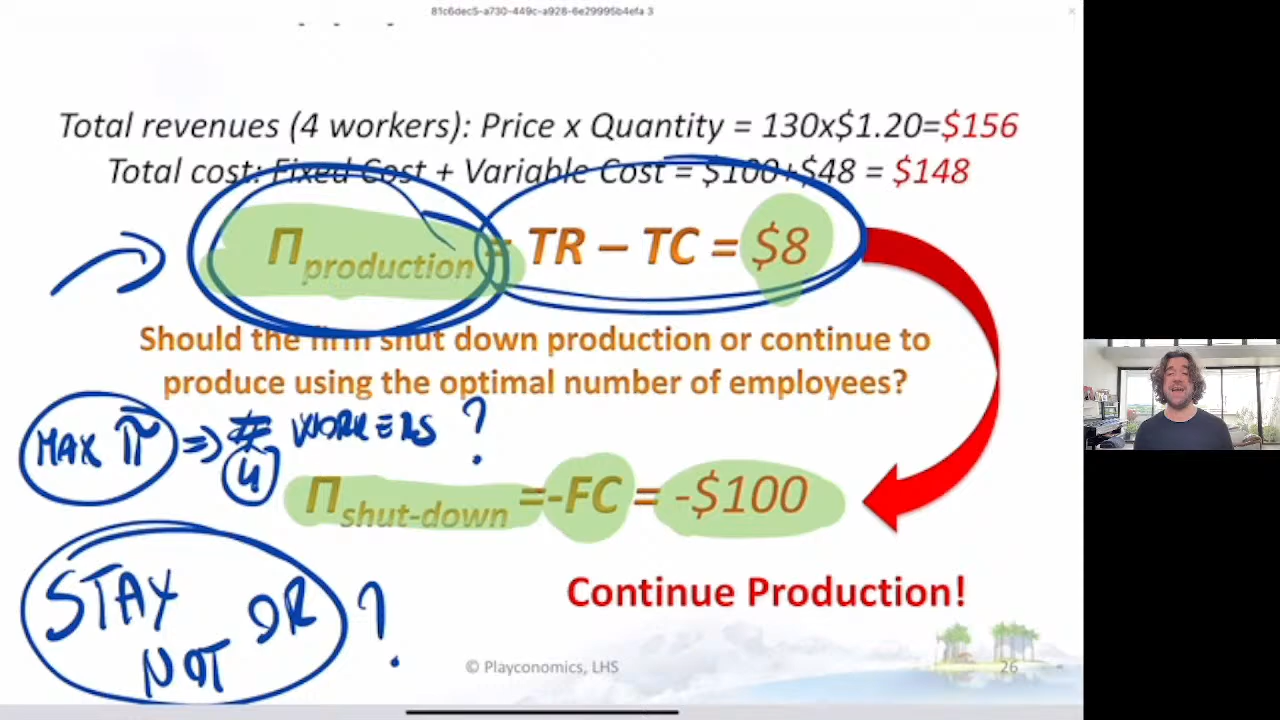 81c6dec5-a730-449c-a928-6e29995b4efa 3
Total revenues (4 workers): Price x Quantity = 130x$1.20=$156
Total cost: Fixed Cost + Variable Cost = $100+$48 = $148
Π production = TR – TC = $8
Should the firm shut down production or continue to
produce using the optimal number of employees?
MAX π => # WORKERS ?
4
Π shut-down =-FC = -$100
STAY OR ?
NOT
Continue Production!
© Playconomics, LHS
26